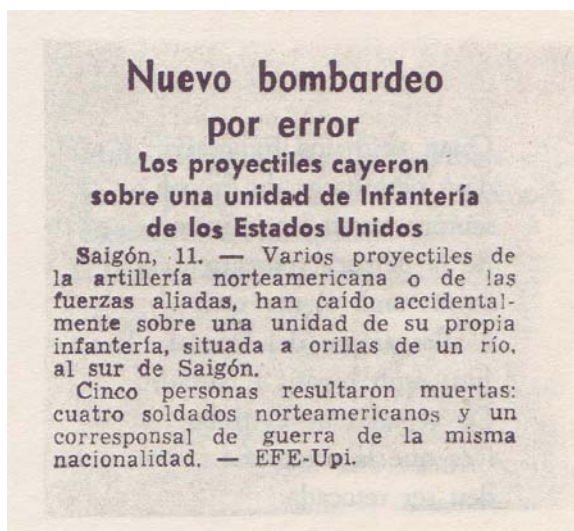 Nuevo bombardeo
por error
Los proyectiles cayeron
sobre una unidad de Infantería
de los Estados Unidos
Saigón, 11. — Varios proyectiles de
la artillería norteamericana o de las
fuerzas aliadas, han caído accidental-
mente sobre una unidad de su propia
infantería, situada a orillas de un río,
al sur de Saigón.
Cinco personas resultaron muertas:
cuatro soldados norteamericanos y un
corresponsal de guerra de la misma
nacionalidad. — EFE-Upi.